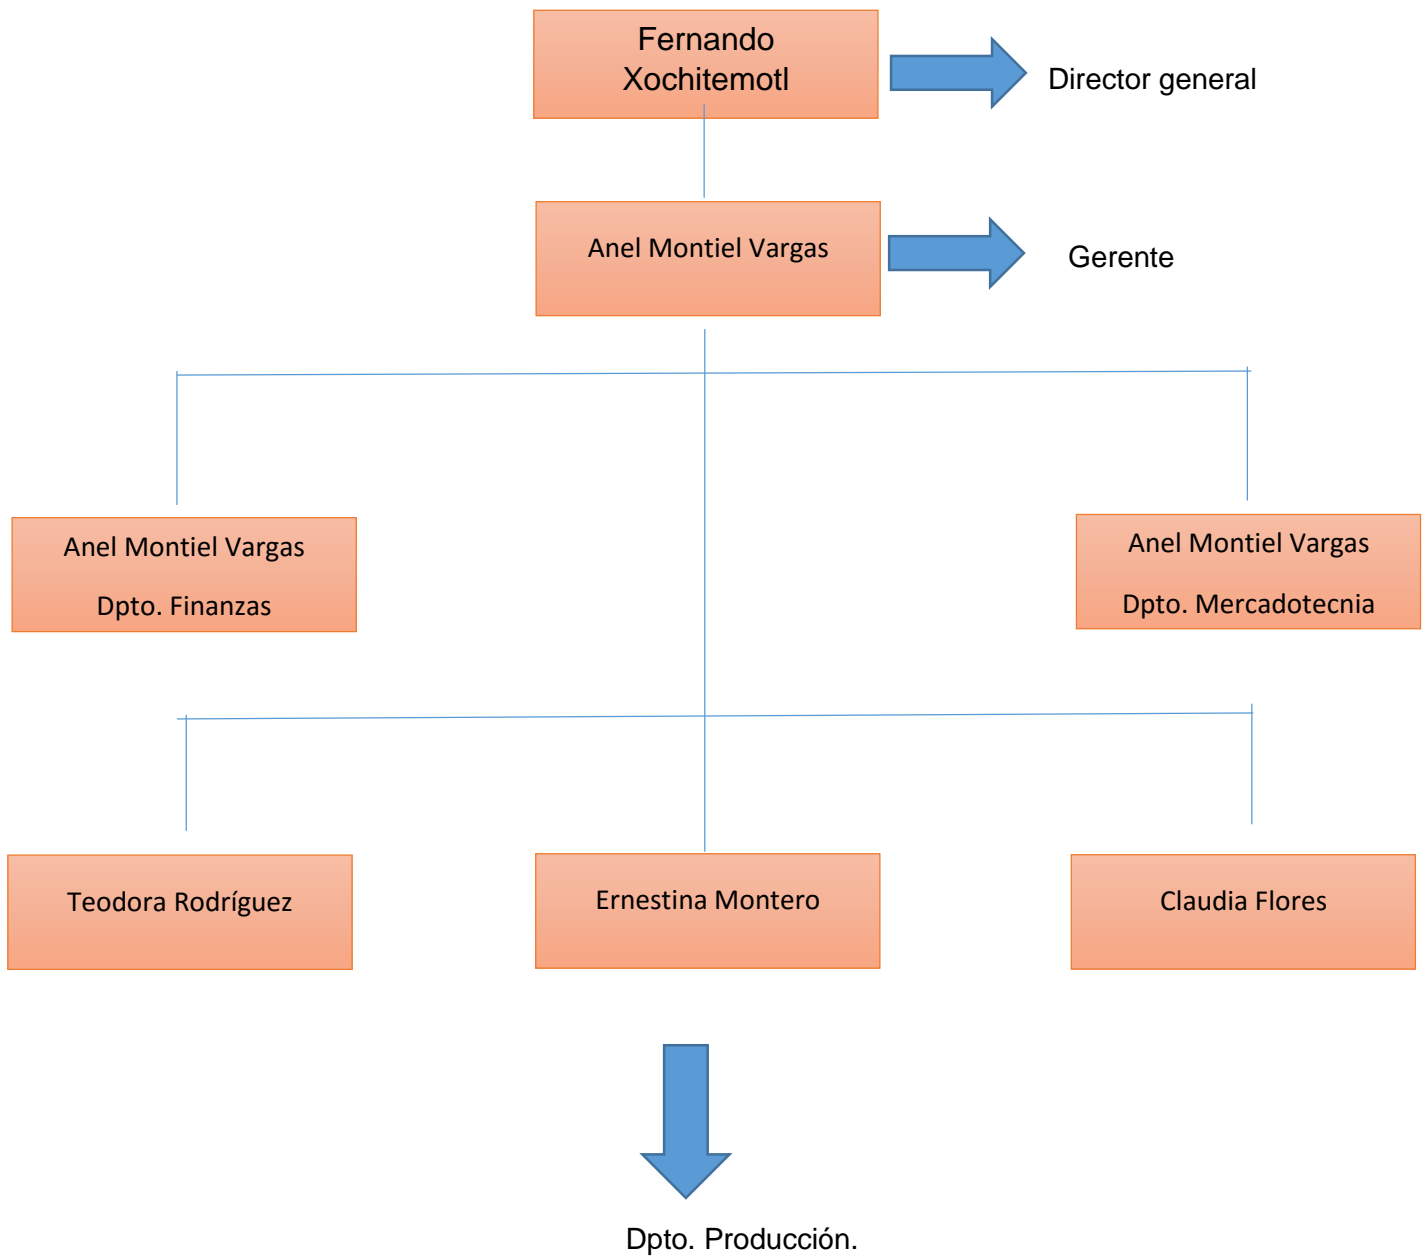 Fernando
Xochitemotl
Director general
Anel Montiel Vargas
Gerente
Anel Montiel Vargas
Dpto. Finanzas
Anel Montiel Vargas
Dpto. Mercadotecnia
Teodora Rodríguez
Ernestina Montero
Claudia Flores
Dpto. Producción.